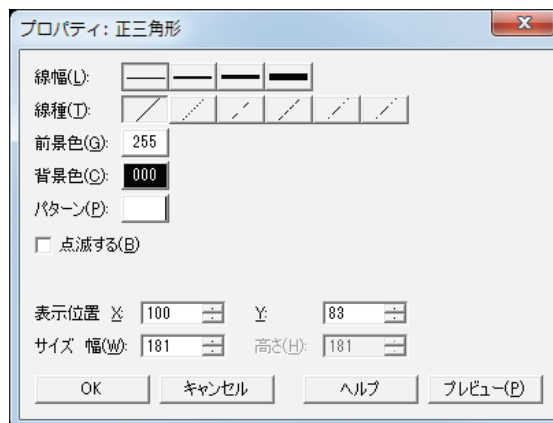 プロパティ: 正三角形
線幅(L):
線種(T):
前景色(G): 255
背景色(C): 000
パターン(P):
点滅する(B)
表示位置 X: 100 Y: 83
サイズ 幅(W): 181 高さ(H): 181
OK キャンセル ヘルプ プレビュー(P)